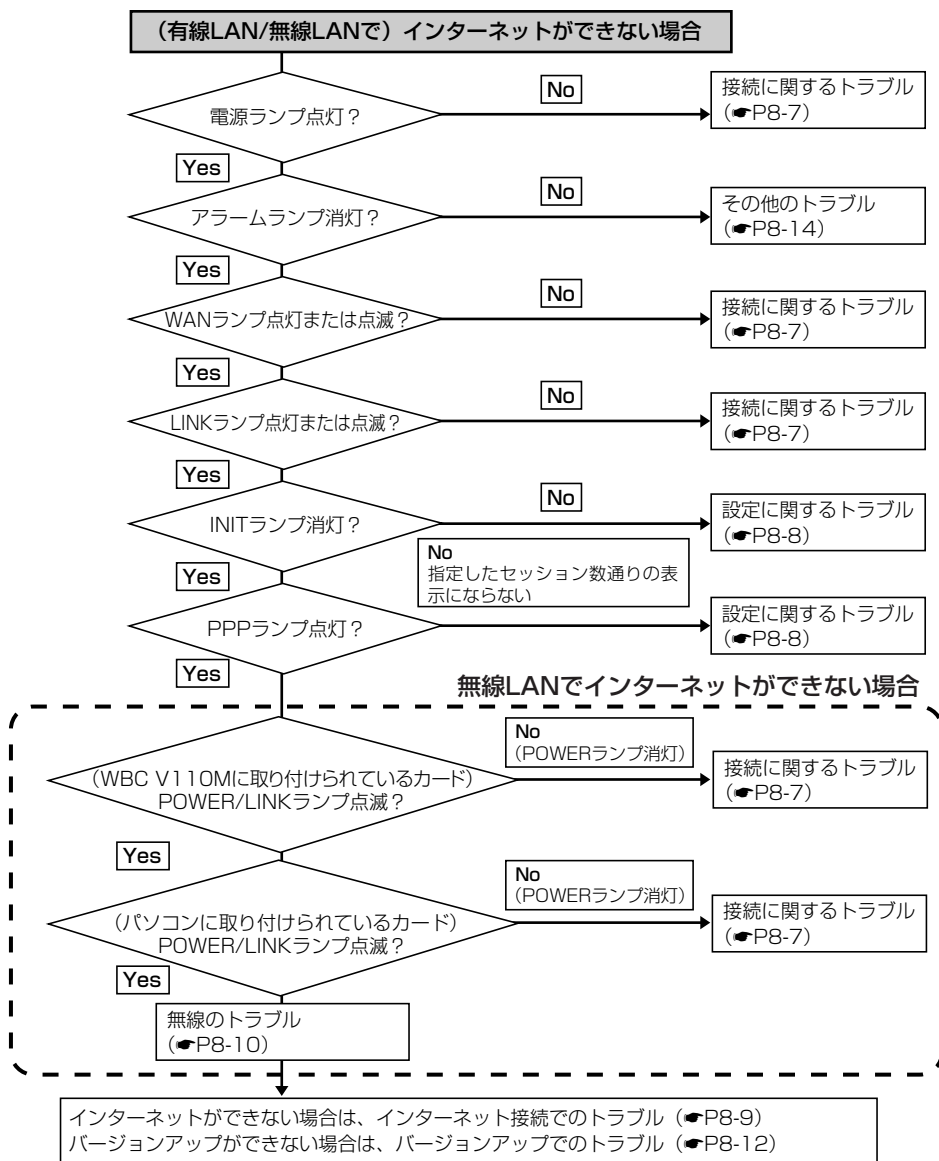 （有線LAN/無線LANで）インターネットができない場合
電源ランプ点灯？
No
接続に関するトラブル
（☛P8-7）
Yes
アラームランプ消灯？
No
その他のトラブル
（☛P8-14）
Yes
WANランプ点灯または点滅？
No
接続に関するトラブル
（☛P8-7）
Yes
LINKランプ点灯または点滅？
No
接続に関するトラブル
（☛P8-7）
Yes
INITランプ消灯？
No
設定に関するトラブル
（☛P8-8）
Yes
No
指定したセッション数通りの表
示にならない
PPPランプ点灯？
設定に関するトラブル
（☛P8-8）
Yes
無線LANでインターネットができない場合
（WBC V110Mに取り付けられているカード）
POWER/LINKランプ点滅？
No
（POWERランプ消灯）
接続に関するトラブル
（☛P8-7）
Yes
（パソコンに取り付けられているカード）
POWER/LINKランプ点滅？
No
（POWERランプ消灯）
接続に関するトラブル
（☛P8-7）
Yes
無線のトラブル
（☛P8-10）
インターネットができない場合は、インターネット接続でのトラブル（☛P8-9）
バージョンアップができない場合は、バージョンアップでのトラブル（☛P8-12）